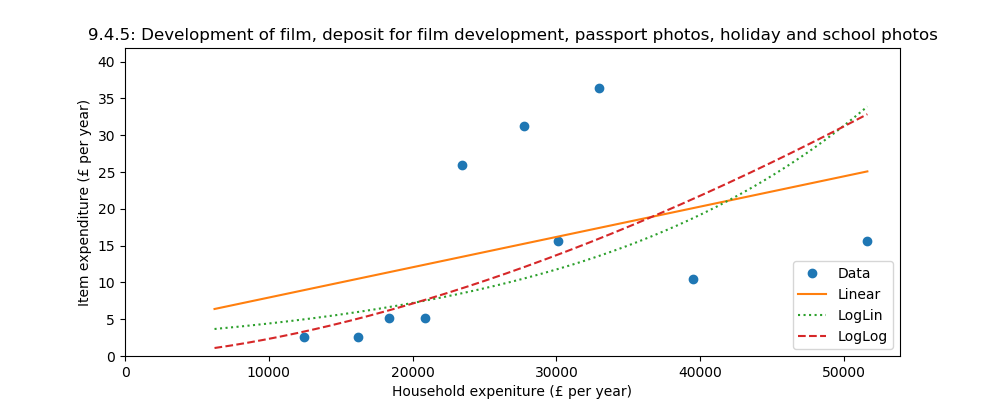 9.4.5: Development of film, deposit for film development, passport photos, holiday and school photos
Item expenditure (£ per year)
40
35
30
25
20
15
10
5
0
0 10000 20000 30000 40000 50000
Household expeniture (£ per year)
Data
Linear
LogLin
LogLog